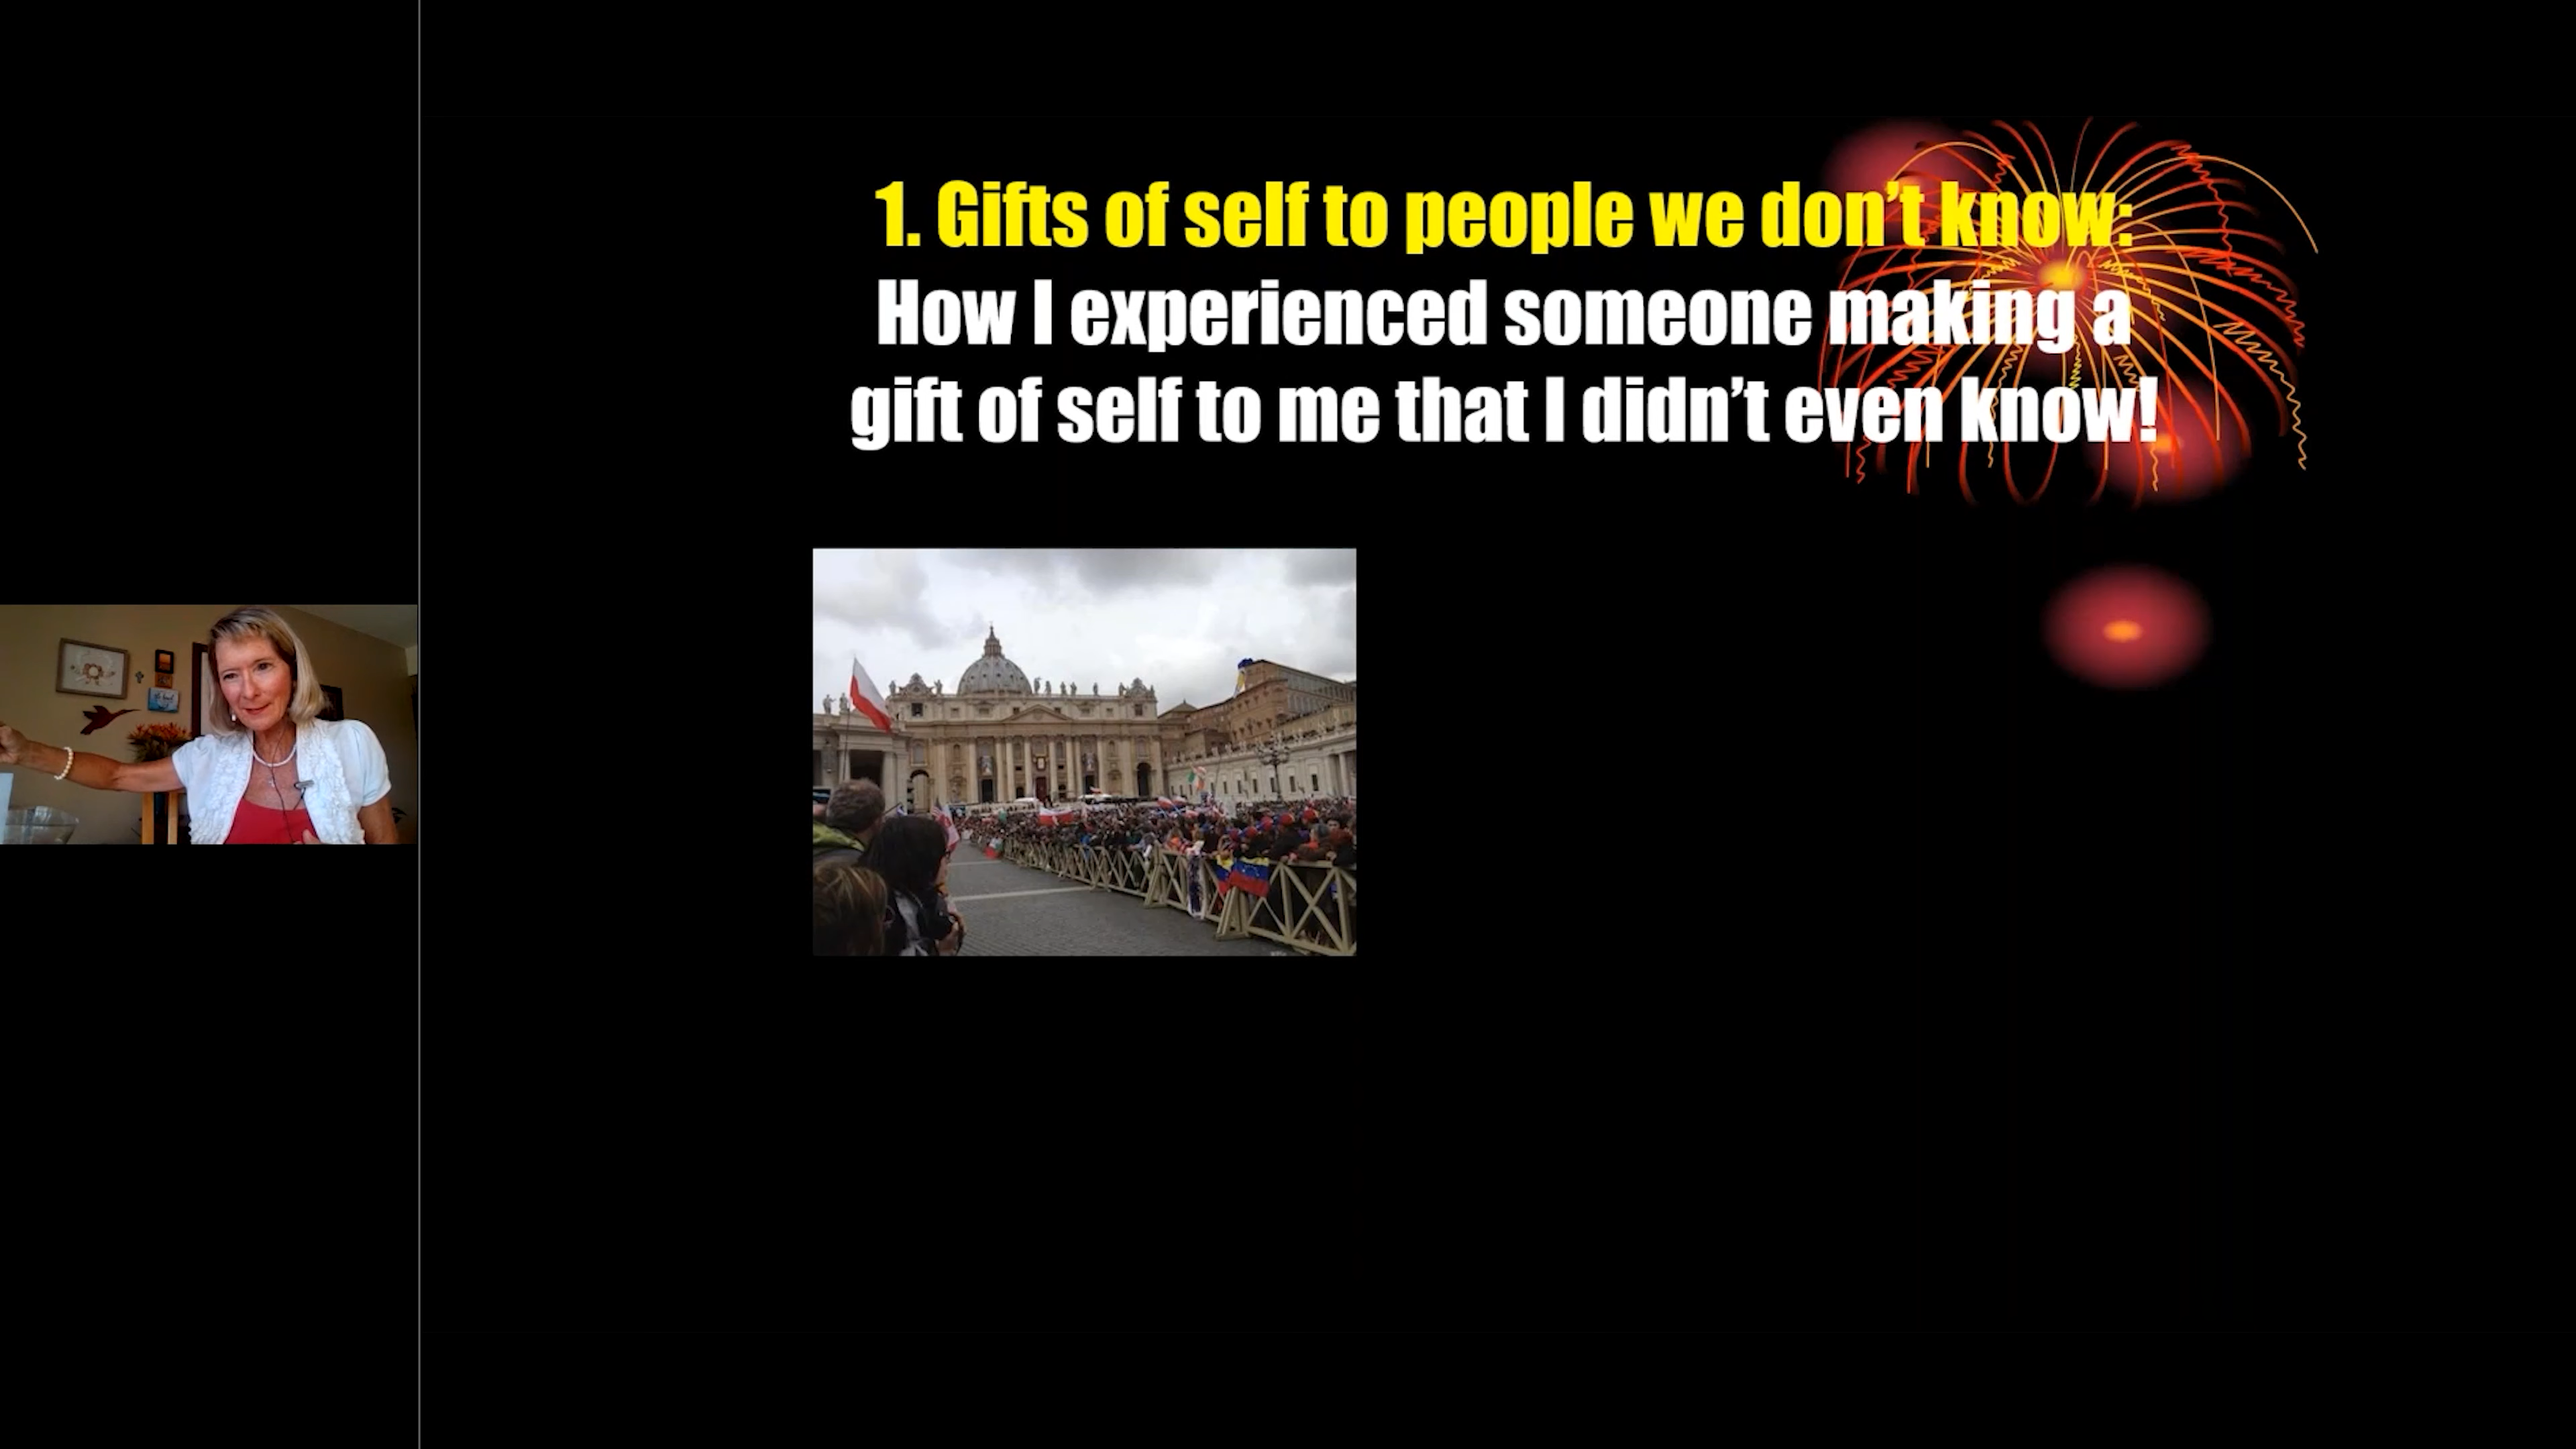 1. Gifts of self to people we don't know:
How I experienced someone making a
gift of self to me that I didn't even know!